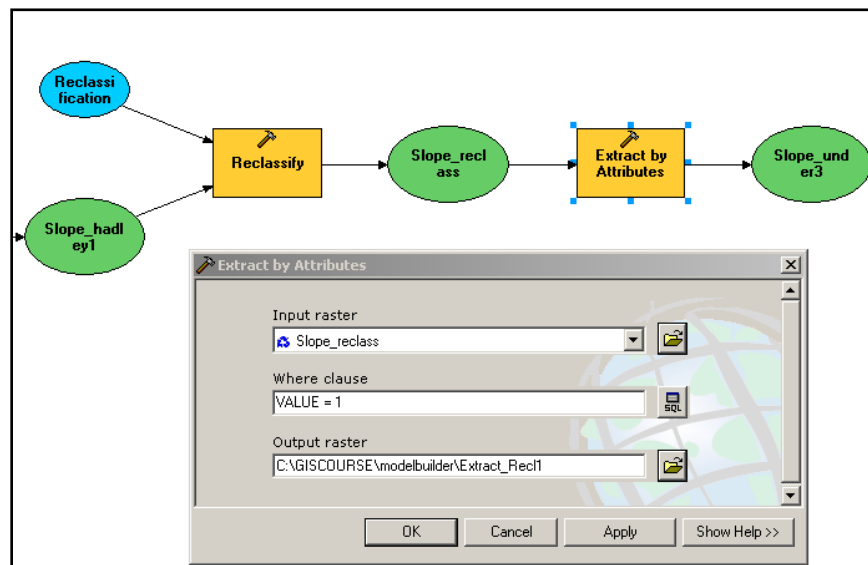 Reclassi
fication
Reclassify
Slope_recl
ass
Extract by
Attributes
Slope_und
er3
Slope_hadl
ey1
Extract by Attributes
Input raster
Slope_reclass
Where clause
VALUE = 1
SQL
Output raster
C:\GISCOURSE\modelbuilder\Extract_Recl1
OK
Cancel
Apply
Show Help >>